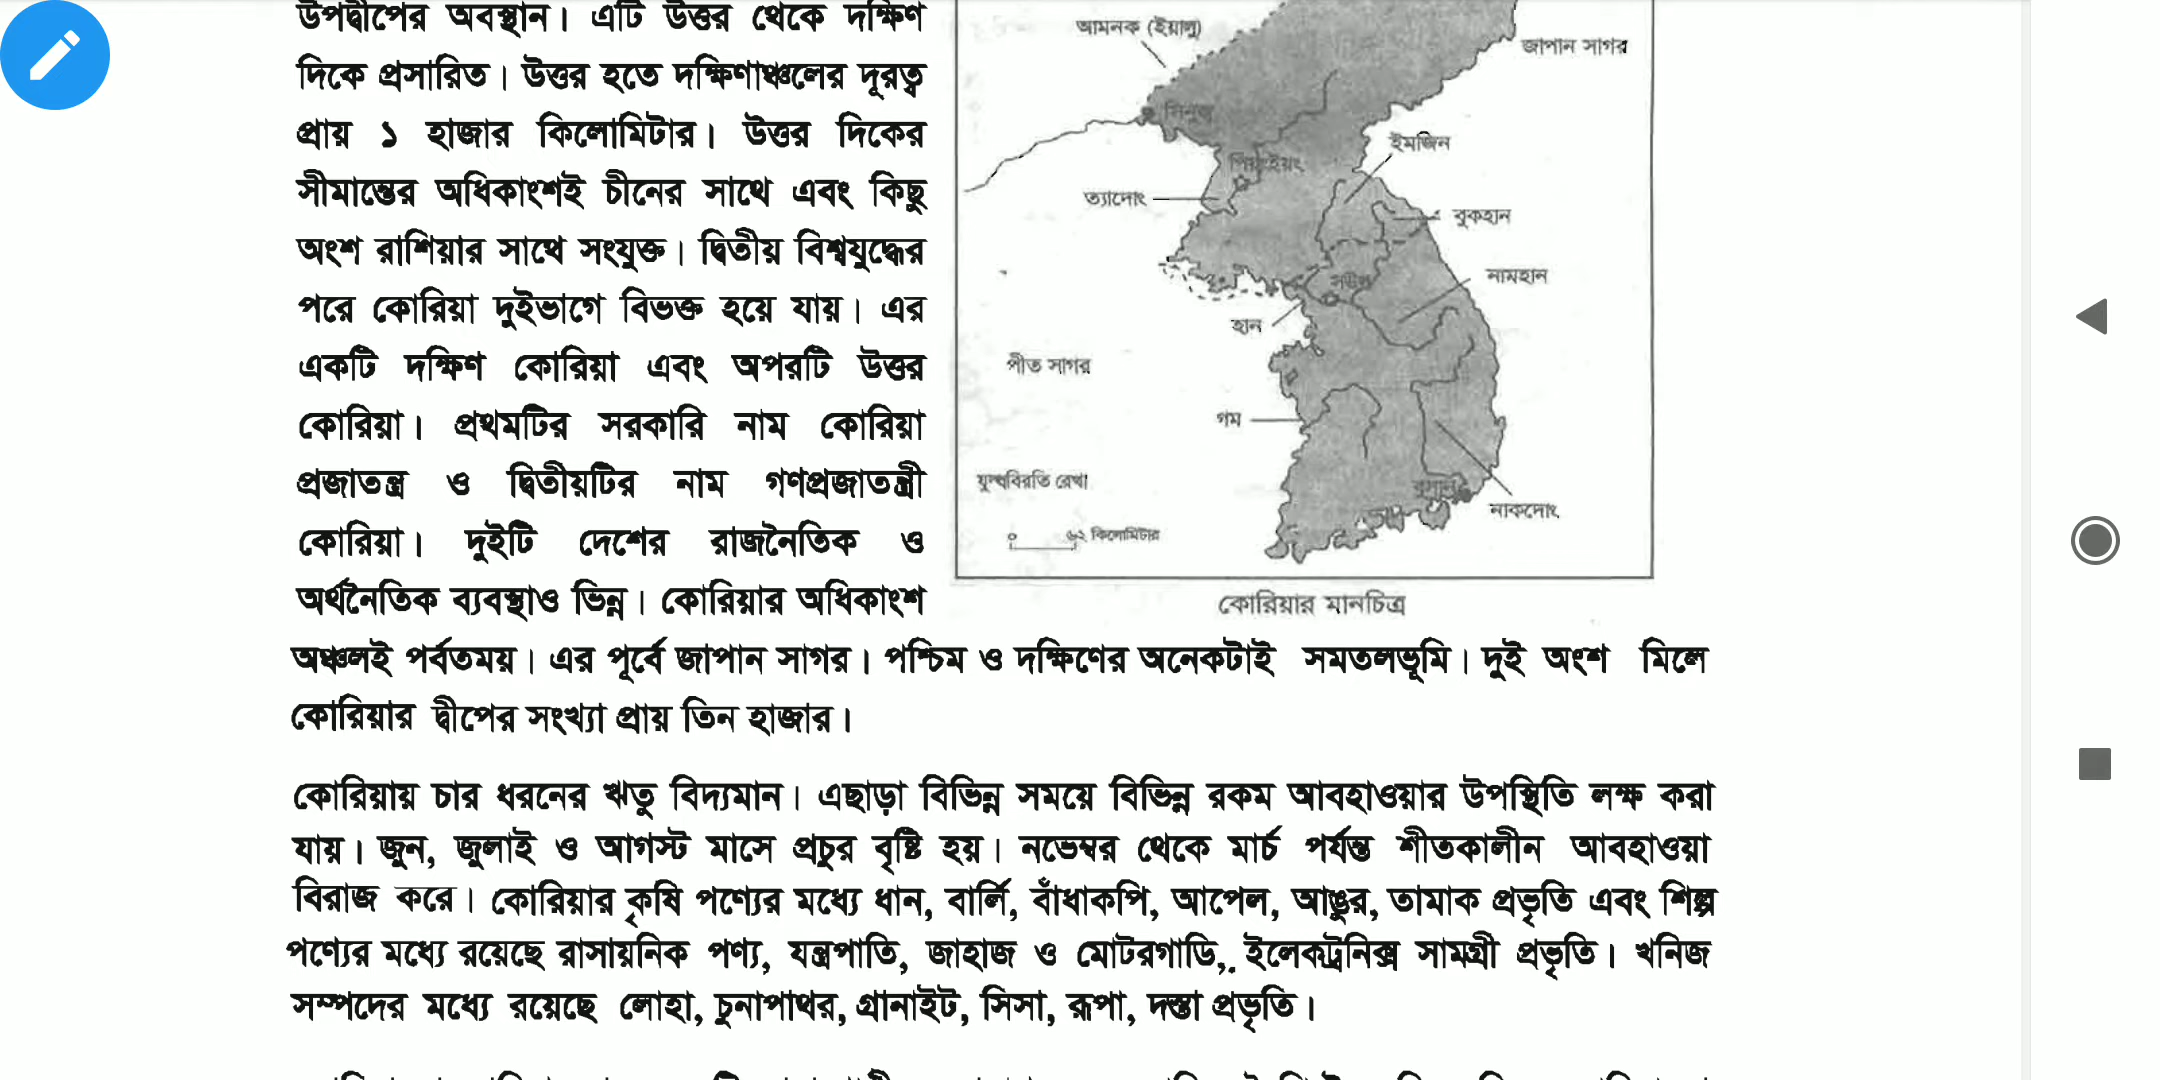 উপদ্বীপের অবস্থান। এটি উত্তর থেকে দক্ষিণ
দিকে প্রসারিত। উত্তর হতে দক্ষিণাঞ্চলের দূরত্ব
প্রায় ১ হাজার কিলোমিটার। উত্তর দিকের
সীমান্তের অধিকাংশই চীনের সাথে এবং কিছু
অংশ রাশিয়ার সাথে সংযুক্ত। দ্বিতীয় বিশ্বযুদ্ধের
পরে কোরিয়া দুইভাগে বিভক্ত হয়ে যায়। এর
একটি দক্ষিণ কোরিয়া এবং অপরটি উত্তর
কোরিয়া। প্রথমটির সরকারি নাম কোরিয়া
প্রজাতন্ত্র ও দ্বিতীয়টির নাম গণপ্রজাতন্ত্রী
কোরিয়া। দুইটি দেশের রাজনৈতিক ও
অর্থনৈতিক ব্যবস্থাও ভিন্ন। কোরিয়ার অধিকাংশ
আমনক (ইয়ালু)
জাপান সাগর
ইমজিন
ত্যাদোং
বুকহান
নামহান
সউল
হান
পীত সাগর
গম
যুদ্ধবিরতি রেখা
বুসান
নাকদোং
০ ৬২ কিলোমিটার
কোরিয়ার মানচিত্র
অঞ্চলই পর্বতময়। এর পূর্বে জাপান সাগর। পশ্চিম ও দক্ষিণের অনেকটাই সমতলভূমি। দুই অংশ মিলে
কোরিয়ার দ্বীপের সংখ্যা প্রায় তিন হাজার।
কোরিয়ায় চার ধরনের ঋতু বিদ্যমান। এছাড়া বিভিন্ন সময়ে বিভিন্ন রকম আবহাওয়ার উপস্থিতি লক্ষ করা
যায়। জুন, জুলাই ও আগস্ট মাসে প্রচুর বৃষ্টি হয়। নভেম্বর থেকে মার্চ পর্যন্ত শীতকালীন আবহাওয়া
বিরাজ করে। কোরিয়ার কৃষি পণ্যের মধ্যে ধান, বার্লি, বাঁধাকপি, আপেল, আঙুর, তামাক প্রভৃতি এবং শিল্প
পণ্যের মধ্যে রয়েছে রাসায়নিক পণ্য, যন্ত্রপাতি, জাহাজ ও মোটরগাডি,. ইলেকট্রনিক্স সামগ্রী প্রভৃতি। খনিজ
সম্পদের মধ্যে রয়েছে লোহা, চুনাপাথর, গ্রানাইট, সিসা, রূপা, দস্তা প্রভৃতি।